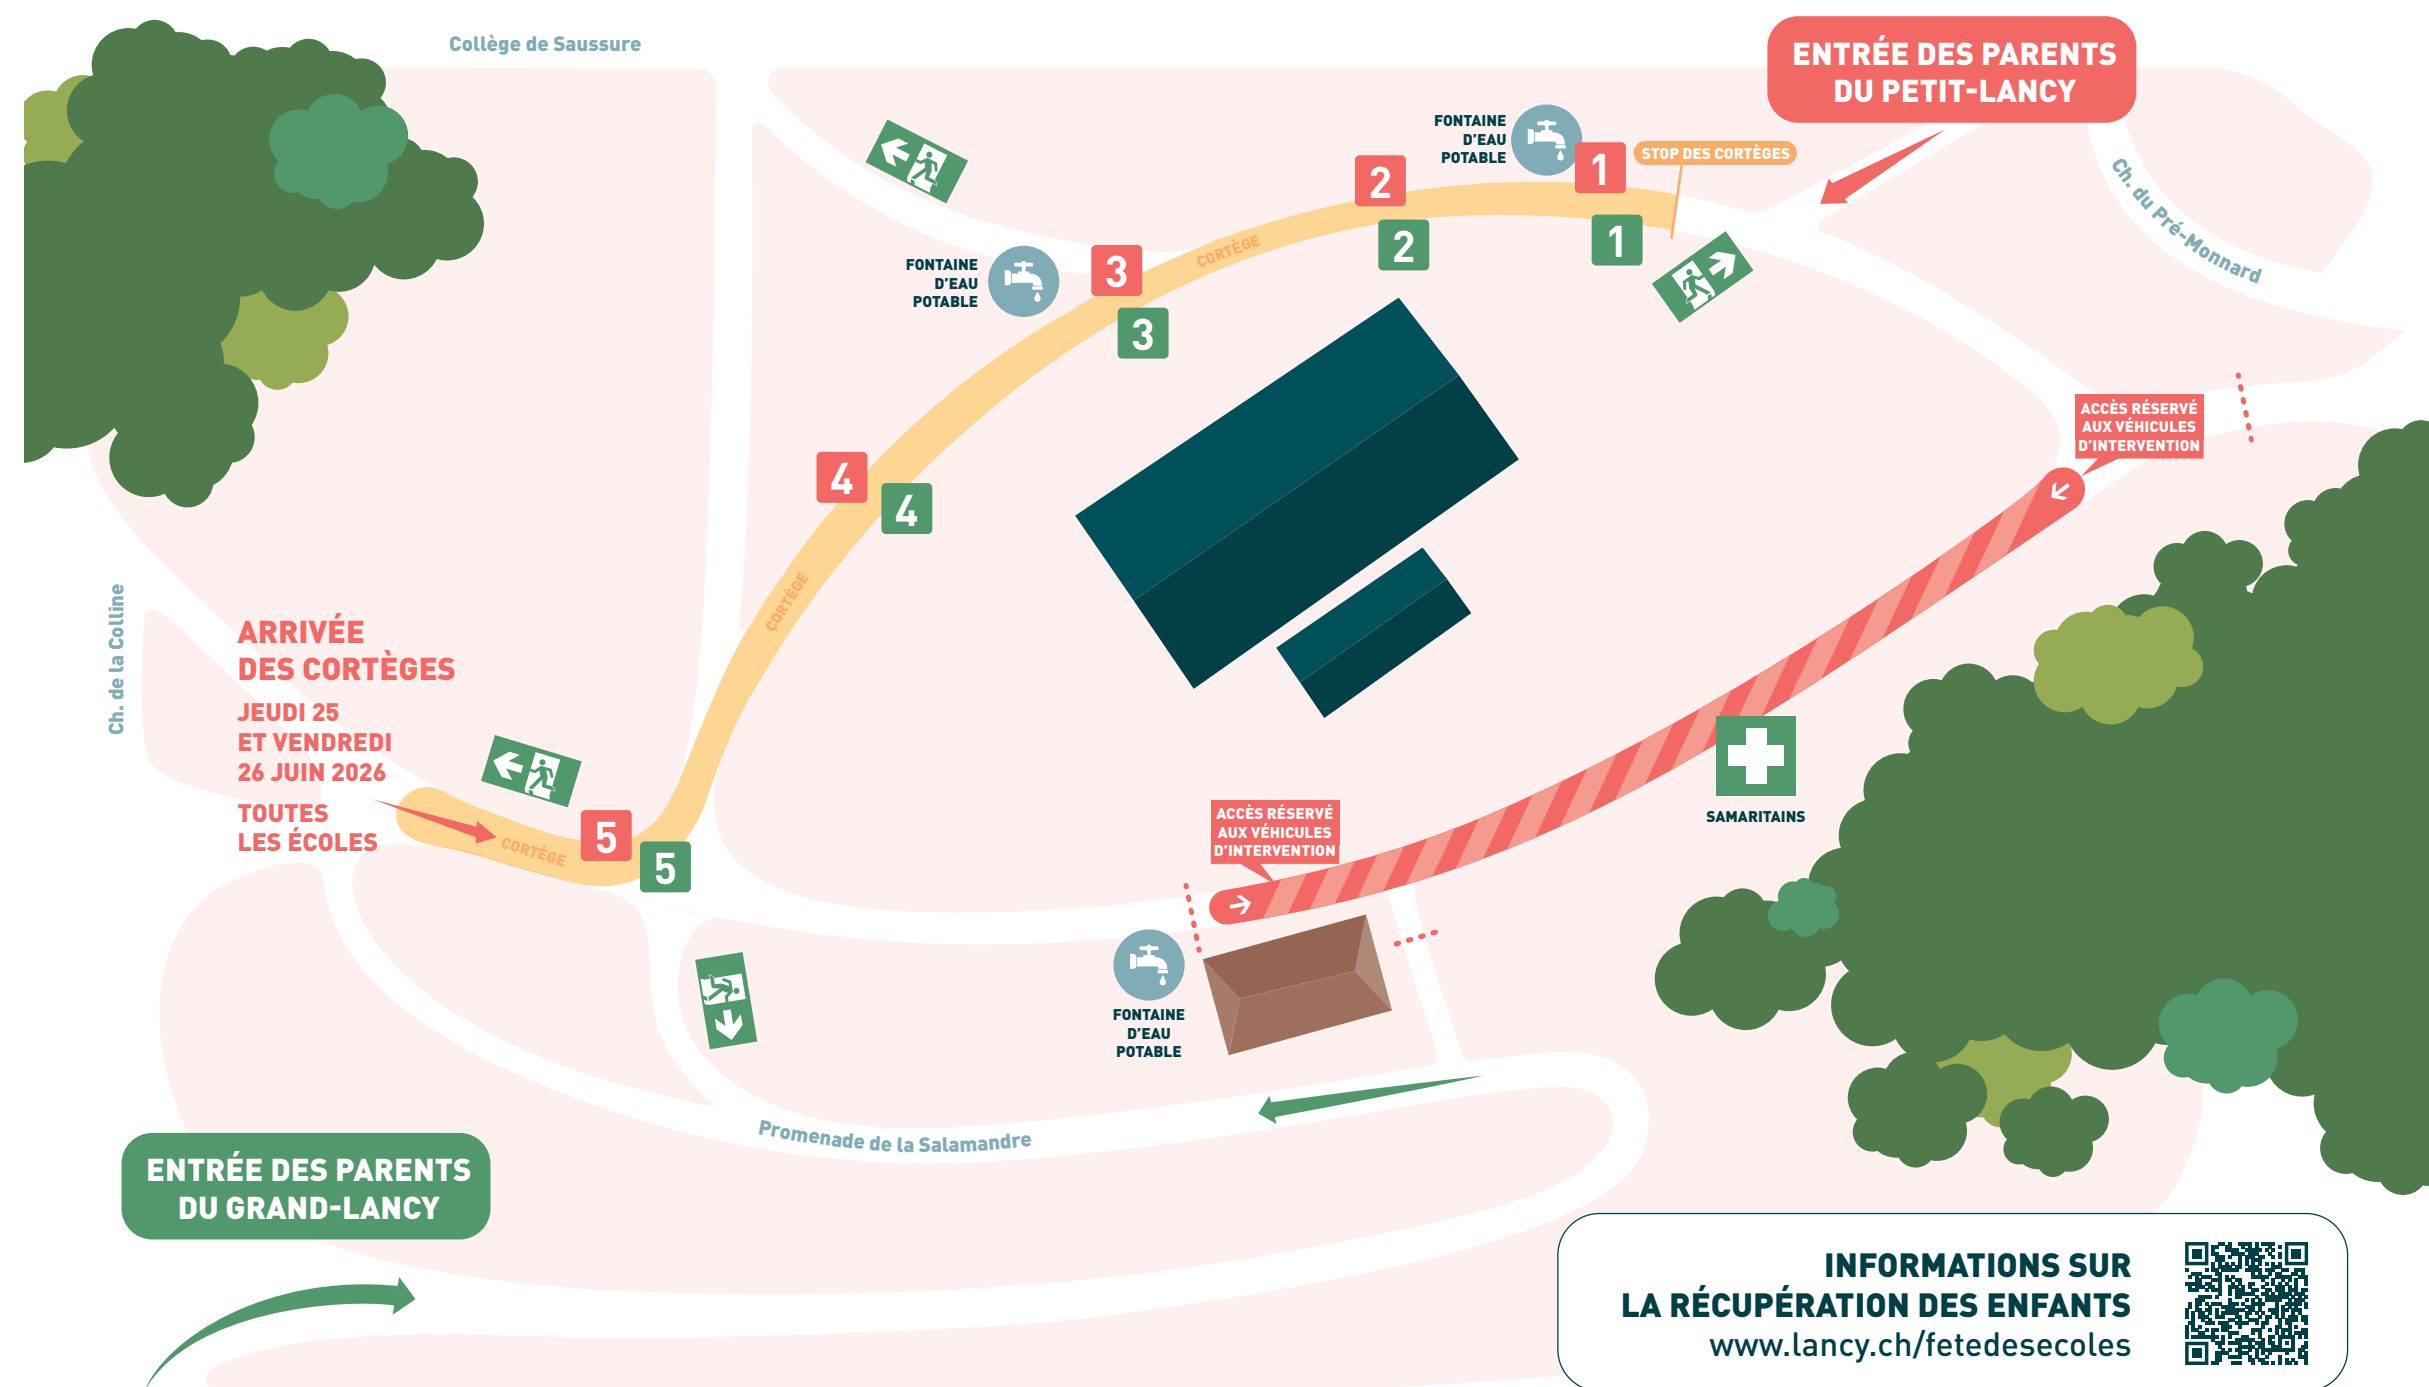 Collège de Saussure
ENTRÉE DES PARENTS
DU PETIT-LANCY
FONTAINE
D'EAU
POTABLE
1
STOP DES CORTÈGES
2
1
2
Ch. du Pré-Monnard
FONTAINE
D'EAU
POTABLE
3
CORTÈGE
3
ACCÈS RÉSERVÉ
AUX VÉHICULES
D'INTERVENTION
4
4
CORTÈGE
Ch. de la Colline
ARRIVÉE
DES CORTÈGES
JEUDI 25
ET VENDREDI
26 JUIN 2026
TOUTES
LES ÉCOLES
CORTÈGE
5
5
ACCÈS RÉSERVÉ
AUX VÉHICULES
D'INTERVENTION
SAMARITAINS
FONTAINE
D'EAU
POTABLE
Promenade de la Salamandre
ENTRÉE DES PARENTS
DU GRAND-LANCY
INFORMATIONS SUR
LA RÉCUPÉRATION DES ENFANTS
www.lancy.ch/fetedesecoles